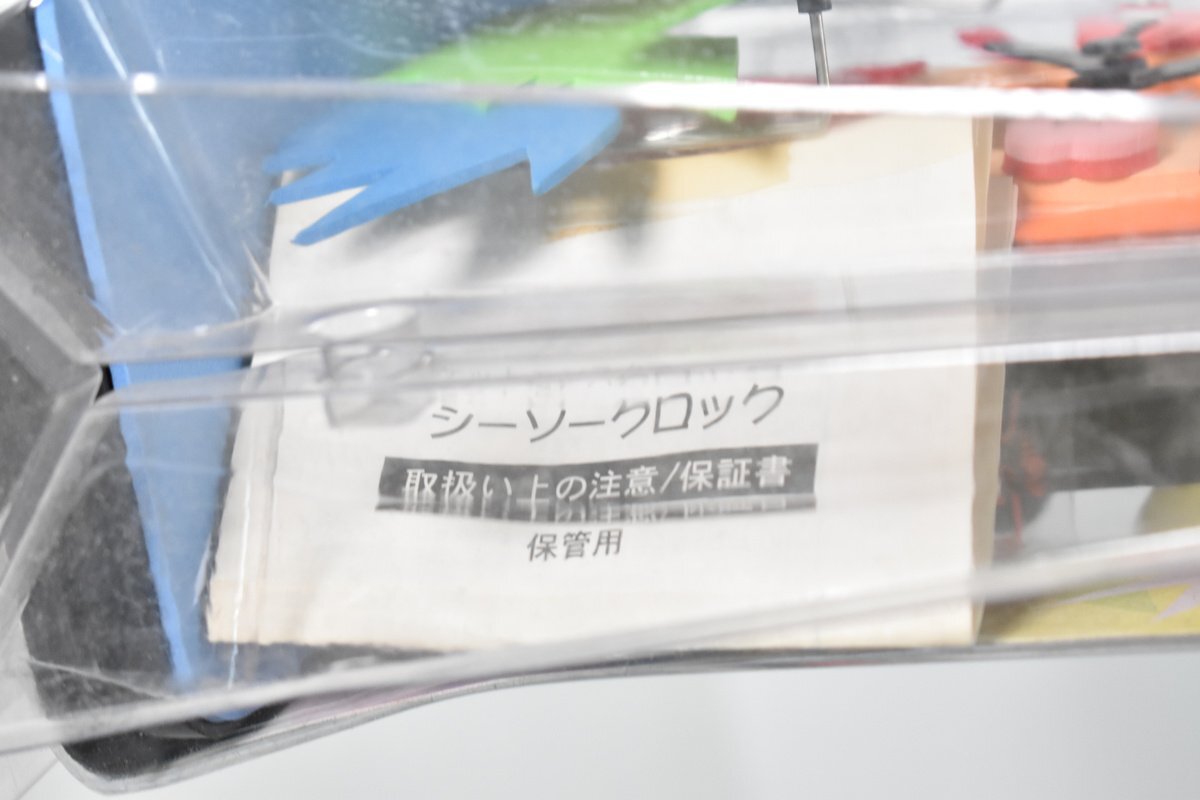 シーソークロック
取扱い上の注意/保証書
保管用